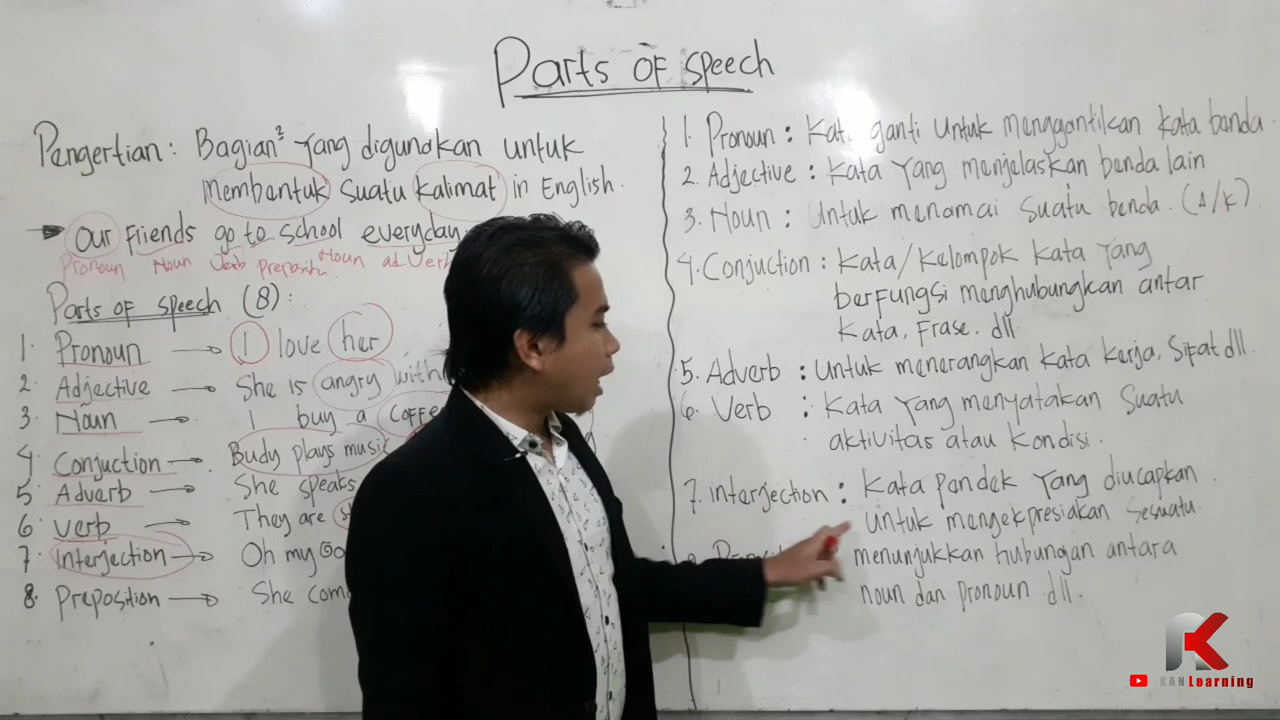 Parts of speech
Pengertian : Bagian² yang digunakan untuk
Membentuk suatu kalimat in English.
Our friends go to school everyday
Pronoun Noun Verb Noun adVerb
Parts of speech (8) :
1. Pronoun → I love her
2. Adjective → She is angry with
3. Noun → I buy a coffee
4. Conjuction → Budy plays music
5. Adverb → She speaks
6. Verb → They are
7. Interjection → Oh my
8. Preposition → She
1. Pronoun : Kata ganti untuk menggantikan kata benda.
2. Adjective : Kata yang menjelaskan benda lain
3. Noun : Untuk menamai suatu benda. (A/K).
4. Conjuction : Kata/Kelompok kata yang
berfungsi menghubungkan antar
Kata, Frase, dll.
5. Adverb : Untuk menerangkan kata kerja, Sifat dll.
6. Verb : Kata yang menyatakan suatu
aktivitas atau kondisi.
7. Interjection : Kata pendek yang diucapkan
untuk mengekpresiakan sesuatu.
menunjukkan hubungan antara
noun dan pronoun dll.
KAN Learning